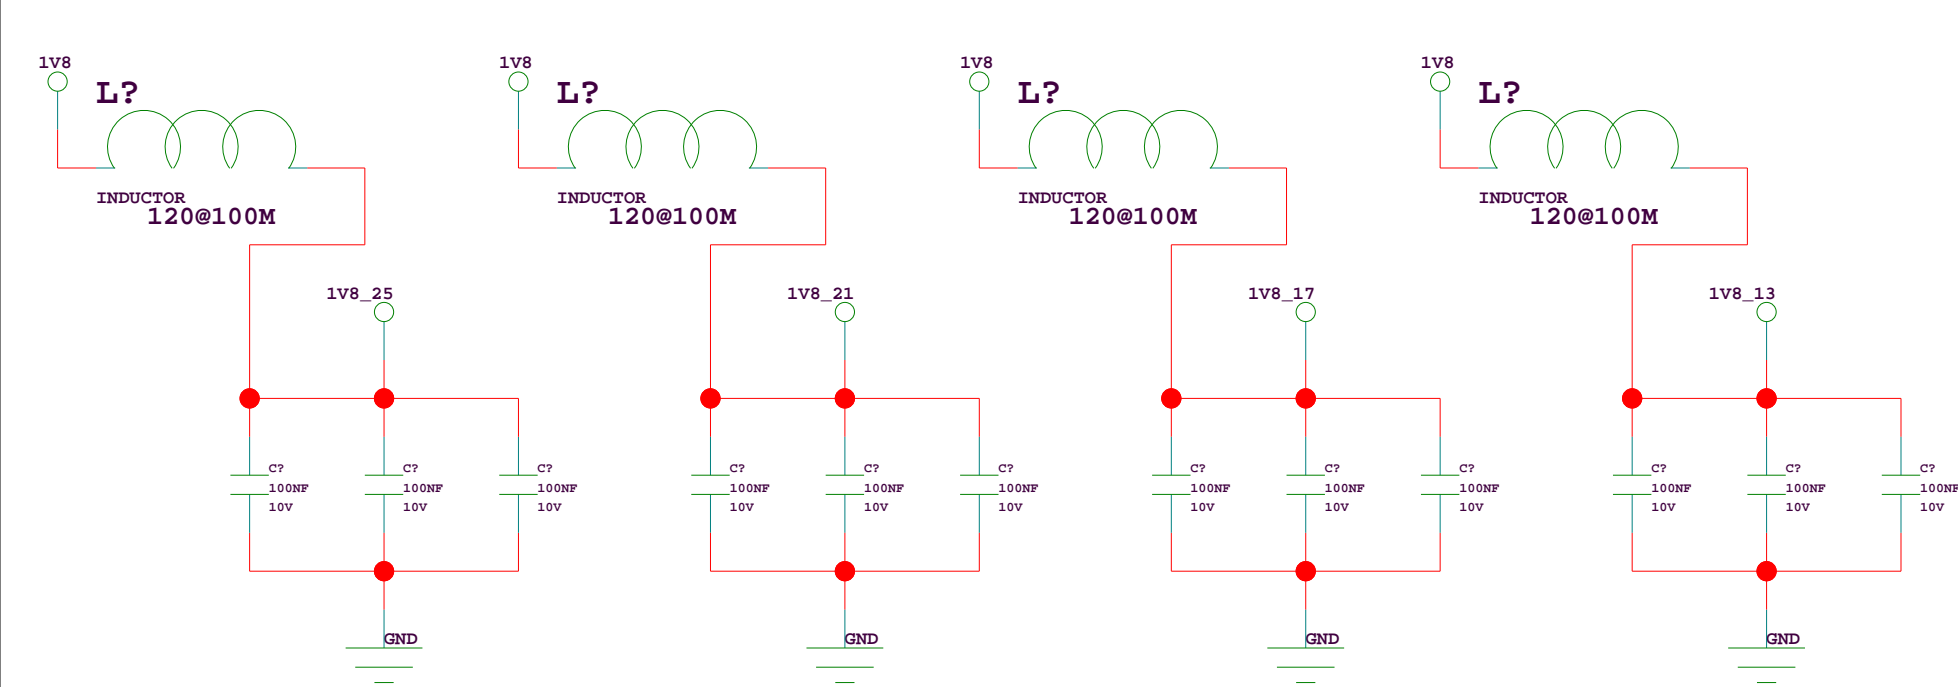 1V8 1V8 1V8 1V8
L? L? L? L?
INDUCTOR INDUCTOR INDUCTOR INDUCTOR
120@100M 120@100M 120@100M 120@100M
1V8_25 1V8_21 1V8_17 1V8_13
C? C? C? C? C? C? C? C? C? C? C? C?
100NF 100NF 100NF 100NF 100NF 100NF 100NF 100NF 100NF 100NF 100NF 100NF
10V 10V 10V 10V 10V 10V 10V 10V 10V 10V 10V 10V
GND GND GND GND